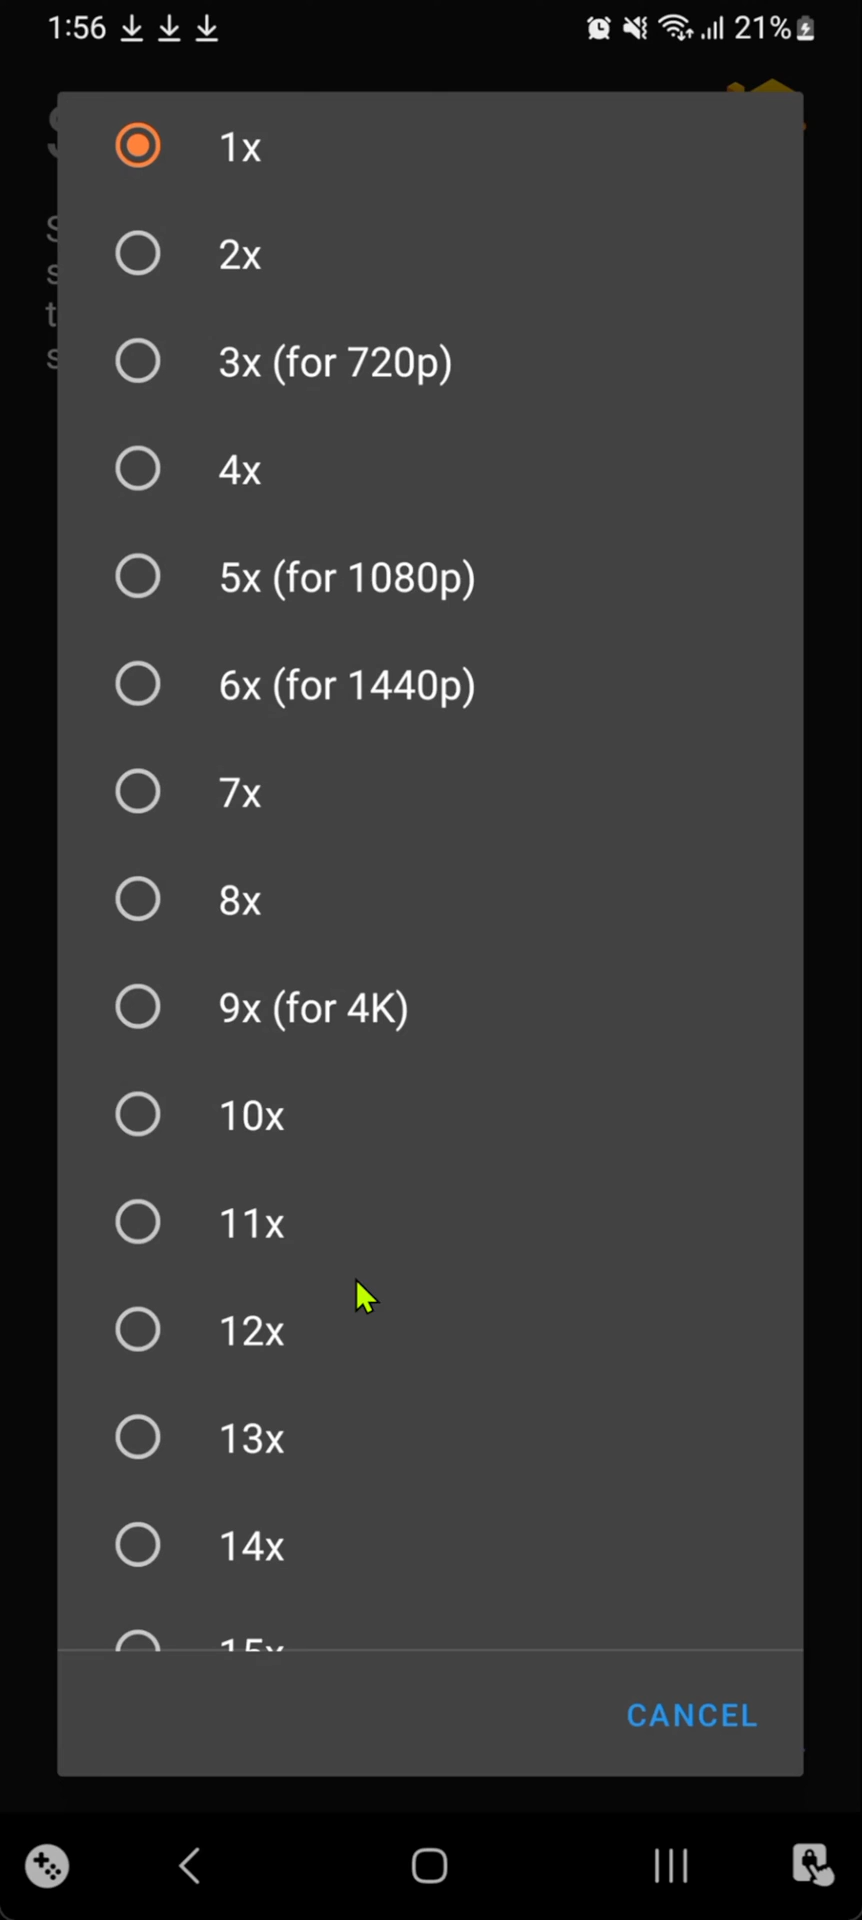 1:56
21%
S
1x
S
2x
s
t
3x (for 720p)
s
4x
5x (for 1080p)
6x (for 1440p)
7x
8x
9x (for 4K)
10x
11x
12x
13x
14x
15x
CANCEL